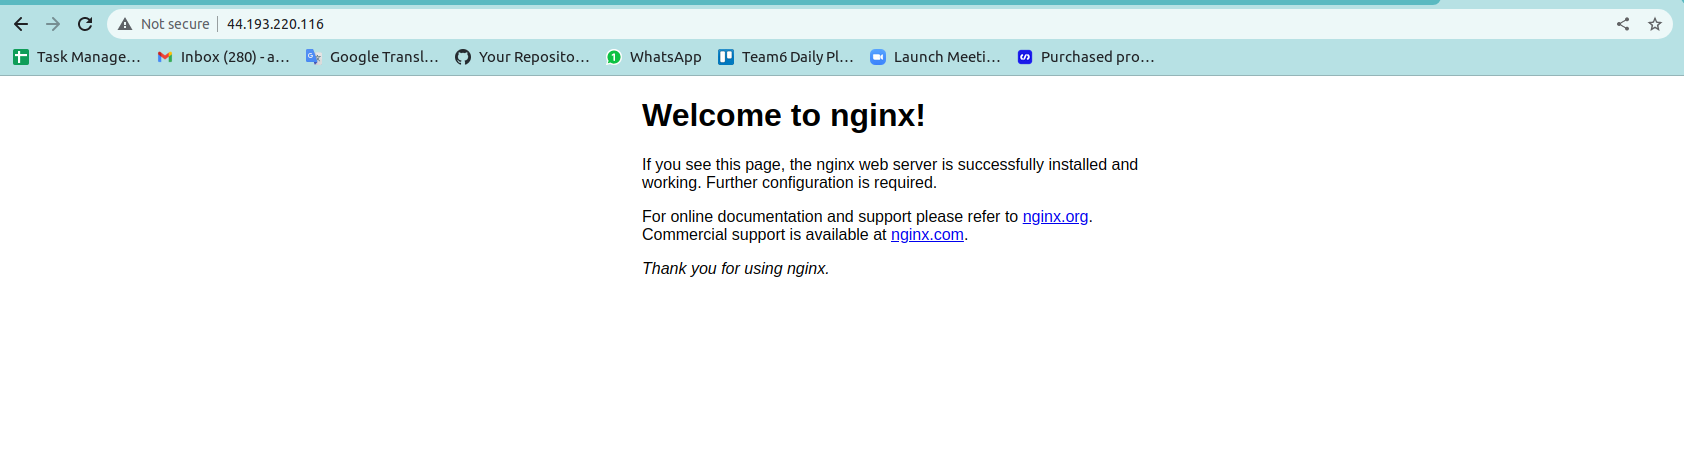 Not secure 44.193.220.116
Task Manage... Inbox (280) - a... Google Transl... Your Reposito... 1 WhatsApp Team6 Daily Pl... Launch Meeti... Purchased pro...
Welcome to nginx!
If you see this page, the nginx web server is successfully installed and
working. Further configuration is required.
For online documentation and support please refer to nginx.org.
Commercial support is available at nginx.com.
Thank you for using nginx.